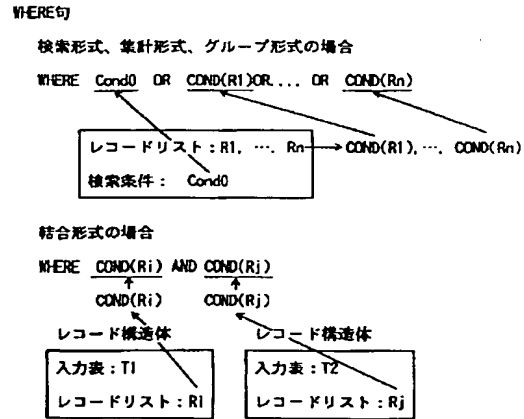 WHERE句
検索形式、集計形式、グループ形式の場合
WHERE Cond0 OR COND(R1)OR.... OR COND(Rn)
レコードリスト：R1, …, Rn → COND(R1), …, COND(Rn)
検索条件： Cond0
結合形式の場合
WHERE COND(Ri) AND COND(Rj)
COND(Ri) COND(Rj)
レコード構造体 レコード構造体
入力表：T1 入力表：T2
レコードリスト：Ri レコードリスト：Rj